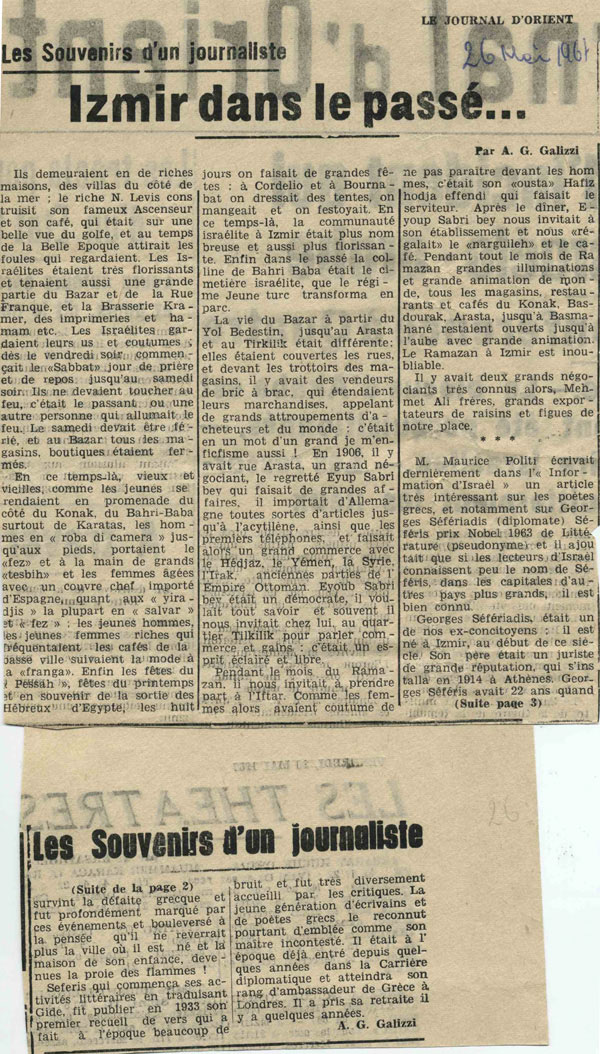 LE JOURNAL D'ORIENT
26 Mai 196
Les Souvenirs d'un journaliste
Izmir dans le passé...
Par A. G. Galizzi
Ils demeuraient en de riches
maisons, des villas du côté de
la mer ; le riche N. Levis cons
truisit son fameux Ascenseur
et son café, qui était sur une
belle vue du golfe, et au temps
de la Belle Epoque attirait les
foules qui regardaient. Les Is-
raélites étaient très florissants
et tenaient aussi une grande
partie du Bazar et de la Rue
Franque, et la Brasserie Kra-
mer, des imprimeries et ha-
mam etc. Les Israélites gar-
daient leurs us et coutumes ;
dès le vendredi soir commen-
çait le «Sabbat» jour de prière
et de repos jusqu'au samedi
soir. Ils ne devaient toucher au
feu, c'était le passant, ou une
autre personne qui allumait le
feu. Le samedi devait être fé-
rié, et au Bazar tous les ma-
gasins, boutiques étaient fer-
més.
En ce temps-là, vieux et
vieilles, comme les jeunes se
rendaient en promenade du
côté du Konak, du Bahri-Baba
surtout de Karatas, les hom-
mes en « roba di camera » jus-
qu'aux pieds, portaient le
«fez» et à la main de grands
«tesbih» et les femmes âgées
avec un couvre chef importé
d'Espagne, quant aux « yira-
djis » la plupart en « salvar »
et « fez » : les jeunes hommes,
les jeunes femmes riches qui
fréquentaient les cafés de la
basse ville suivaient la mode à
la «franga». Enfin les fêtes du
« Pessah », fêtes du printemps
et en souvenir de la sortie des
Hébreux d'Egypte, les huit
jours on faisait de grandes fê-
tes : à Cordelio et à Bourna-
bat on dressait des tentes, on
mangeait et on festoyait. En
ce temps-là, la communauté
israélite à Izmir était plus nom
breuse et aussi plus florissan-
te. Enfin dans le passé la col-
line de Bahri Baba était le ci-
metière israélite, que le régi-
me Jeune turc transforma en
parc.
La vie du Bazar à partir du
Yol Bedestin, jusqu'au Arasta
et au Tirkilik était différente:
elles étaient couvertes les rues,
et devant les trottoirs des ma-
gasins, il y avait des vendeurs
de bric à brac, qui étendaient
leurs marchandises, appelant
de grands attroupements d'a-
cheteurs et du monde : c'était
en un mot d'un grand je m'en-
ficfisme aussi ! En 1906, il y
avait rue Arasta, un grand né-
gociant, le regretté Eyup Sabri
bey qui faisait de grandes af-
faires, il importait d'Allema-
gne toutes sortes d'articles jus-
qu'à l'acytilène, ainsi que les
premiers téléphones, et faisait
alors un grand commerce avec
le Hédjaz, le Yémen, la Syrie,
l'Irak, anciennes parties de l'
Empire Ottoman. Eyoub Sabri
bey était un démocrate, il vou-
lait tout savoir et souvent il
nous invitait chez lui, au quar-
tier Tilkilik pour parler com-
merce et gains : c'était un es-
prit éclairé et libre.
Pendant le mois du Rama-
zan, il nous invitait à prendre
part à l'Iftar. Comme les fem-
mes alors avaient coutume de
ne pas paraître devant les hom
mes, c'était son «ousta» Hafiz
hodja effendi qui faisait le
serviteur. Après le dîner, E-
youp Sabri bey nous invitait à
son établissement et nous «ré-
galait» le «narguileh» et le ca-
fé. Pendant tout le mois de Ra
mazan grandes illuminations
et grande animation de mon-
de, tous les magasins, restau-
rants et cafés du Konak, Bas-
dourak, Arasta, jusqu'à Basma-
hané restaient ouverts jusqu'à
l'aube avec grande animation.
Le Ramazan à Izmir est inou-
bliable.
Il y avait deux grands négo-
ciants très connus alors, Meh-
met Ali frères, grands expor-
tateurs de raisins et figues de
notre place.
* * *
M. Maurice Politi écrivait
dernièrement dans l'« Infor-
mation d'Israël » un article
très intéressant sur les poètes
grecs, et notamment sur Geor-
ges Séfériadis (diplomate) Sé-
féris prix Nobel 1963 de Litté-
rature (pseudonyme) et il ajou
tait que si les lecteurs d'Israël
connaissent peu le nom de Sé-
féris, dans les capitales d'au-
tres pays plus grands, il est
bien connu.
Georges Séfériadis, était un
de nos ex-concitoyens : il est
né à Izmir, au début de ce siè-
cle. Son père était un juriste
de grande réputation, qui s'ins
talla en 1914 à Athènes. Geor-
ges Séféris avait 22 ans quand
(Suite page 3)
Les Souvenirs d'un journaliste
(Suite de la page 2)
survint la défaite grecque et
fut profondément marqué par
ces événements et bouleversé à
la pensée qu'il ne reverrait
plus la ville où il est né et la
maison de son enfance, deve-
nues la proie des flammes !
Seferis qui commença ses ac-
tivités littéraires en traduisant
Gide, fit publier en 1933 son
premier recueil de vers qui a
fait à l'époque beaucoup de
bruit et fut très diversement
accueilli par les critiques. La
jeune génération d'écrivains et
de poètes grecs le reconnut
pourtant d'emblée comme son
maître incontesté. Il était à l'
époque déjà entré depuis quel-
ques années dans la Carrière
diplomatique et atteindra son
rang d'ambassadeur de Grèce à
Londres. Il a pris sa retraite il
y a quelques années.
A. G. Galizzi
26